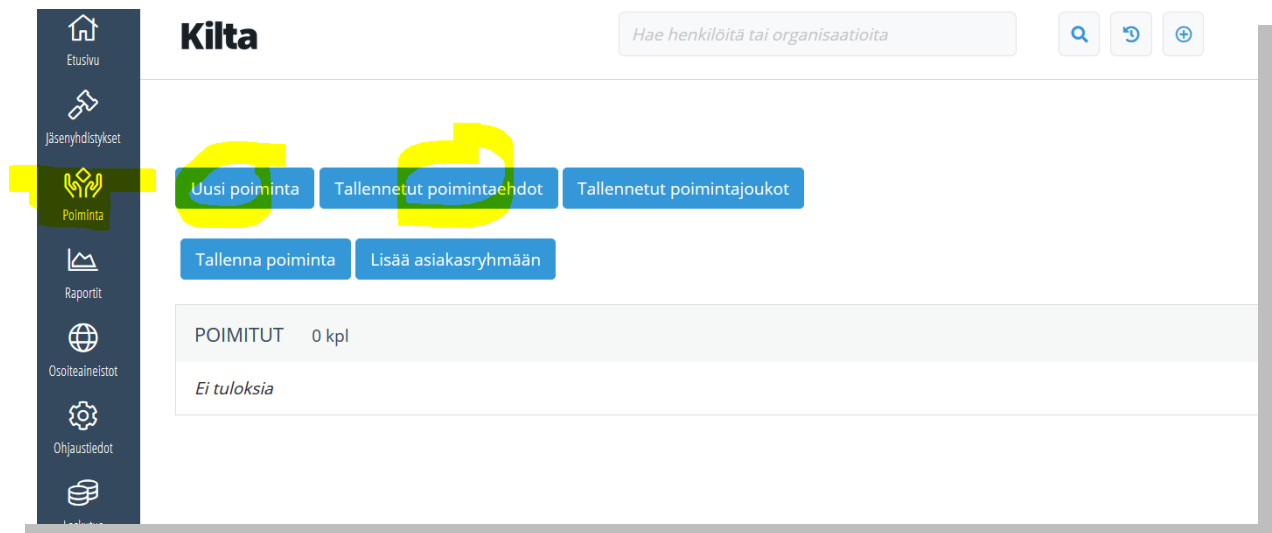 Kilta
Hae henkilöitä tai organisaatioita
Etusivu
Jäsenyhdistykset
Poiminta
Raportit
Osoiteaineistot
Ohjaustiedot
Uusi poiminta
Tallennetut poimintaehdot
Tallennetut poimintajoukot
Tallenna poiminta
Lisää asiakasryhmään
POIMITUT 0 kpl
Ei tuloksia